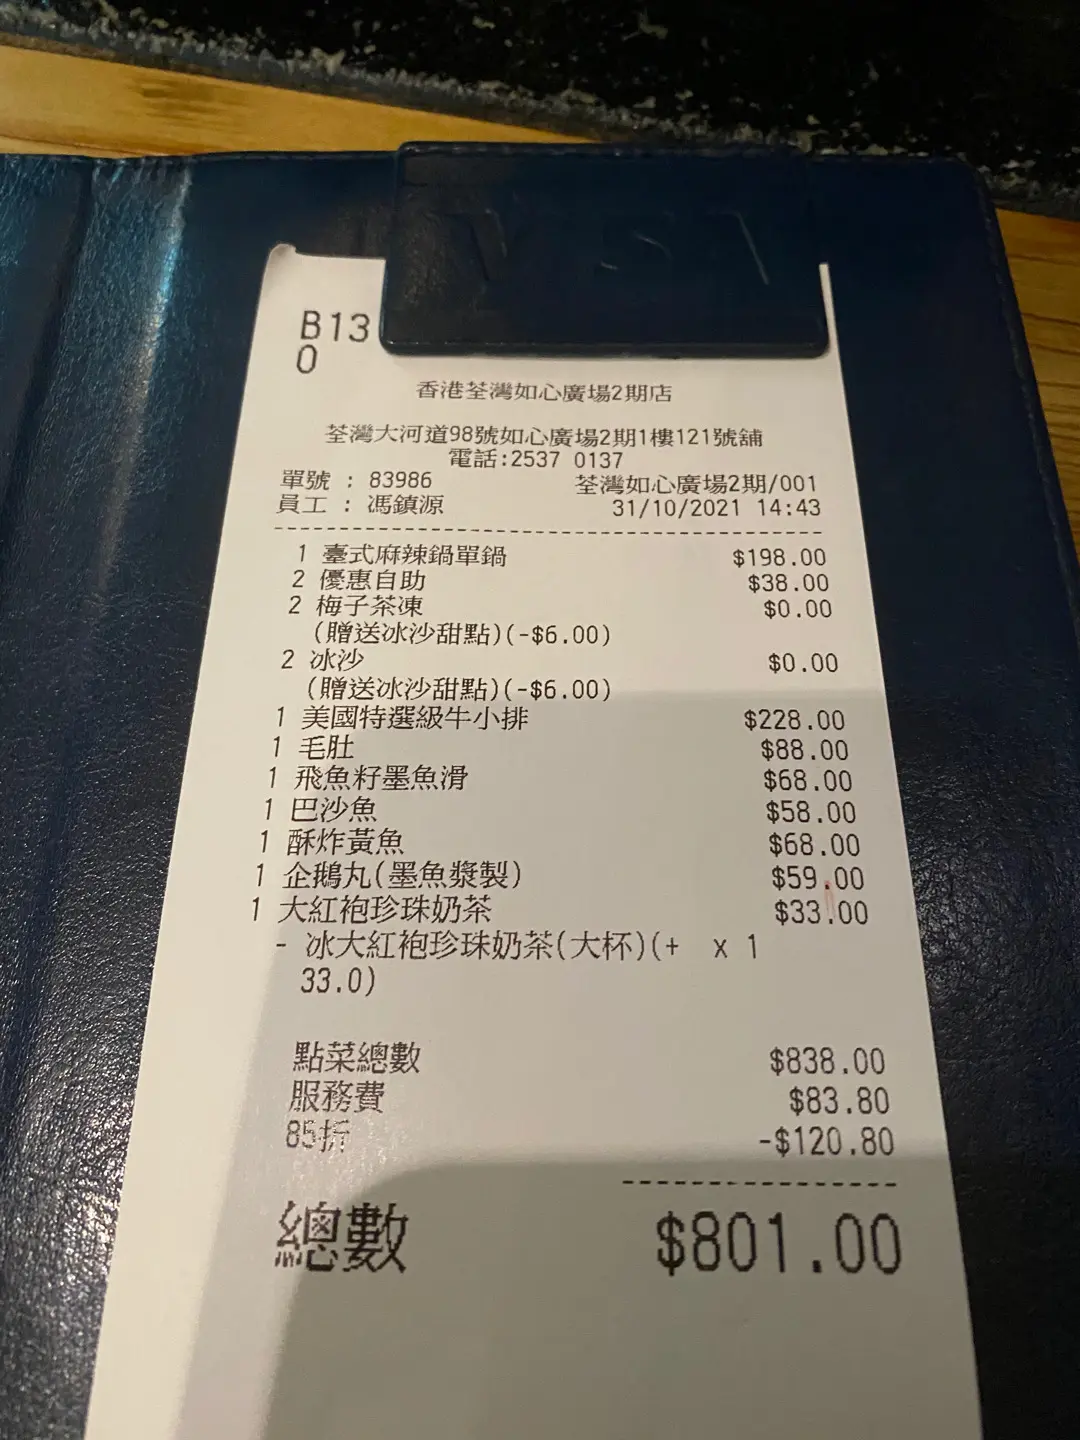 VISA
B13
0
香港荃灣如心廣場2期店
荃灣大河道98號如心廣場2期1樓121號舖
電話:2537 0137
單號 : 83986 荃灣如心廣場2期/001
員工 : 馮鎮源 31/10/2021 14:43
1 臺式麻辣鍋單鍋 $198.00
2 優惠自助 $38.00
2 梅子茶凍 $0.00
(贈送冰沙甜點)(-$6.00)
2 冰沙 $0.00
(贈送冰沙甜點)(-$6.00)
1 美國特選級牛小排 $228.00
1 毛肚 $88.00
1 飛魚籽墨魚滑 $68.00
1 巴沙魚 $58.00
1 酥炸黃魚 $68.00
1 企鵝丸(墨魚漿製) $59.00
1 大紅袍珍珠奶茶 $33.00
- 冰大紅袍珍珠奶茶(大杯)(+ x 1
33.0)
點菜總數 $838.00
服務費 $83.80
85折 -$120.80
總數 $801.00